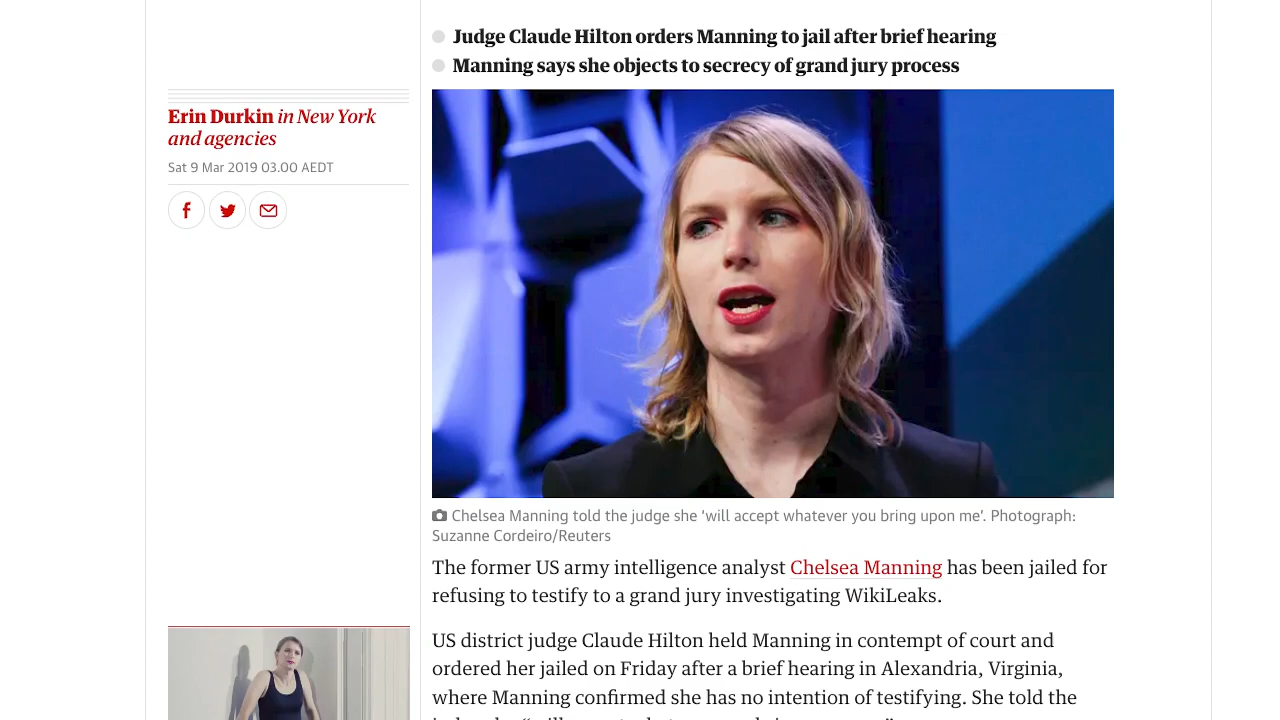 Judge Claude Hilton orders Manning to jail after brief hearing
Manning says she objects to secrecy of grand jury process
Erin Durkin in New York
and agencies
Sat 9 Mar 2019 03.00 AEDT
Chelsea Manning told the judge she ‘will accept whatever you bring upon me’. Photograph:
Suzanne Cordeiro/Reuters
The former US army intelligence analyst Chelsea Manning has been jailed for
refusing to testify to a grand jury investigating WikiLeaks.
US district judge Claude Hilton held Manning in contempt of court and
ordered her jailed on Friday after a brief hearing in Alexandria, Virginia,
where Manning confirmed she has no intention of testifying. She told the